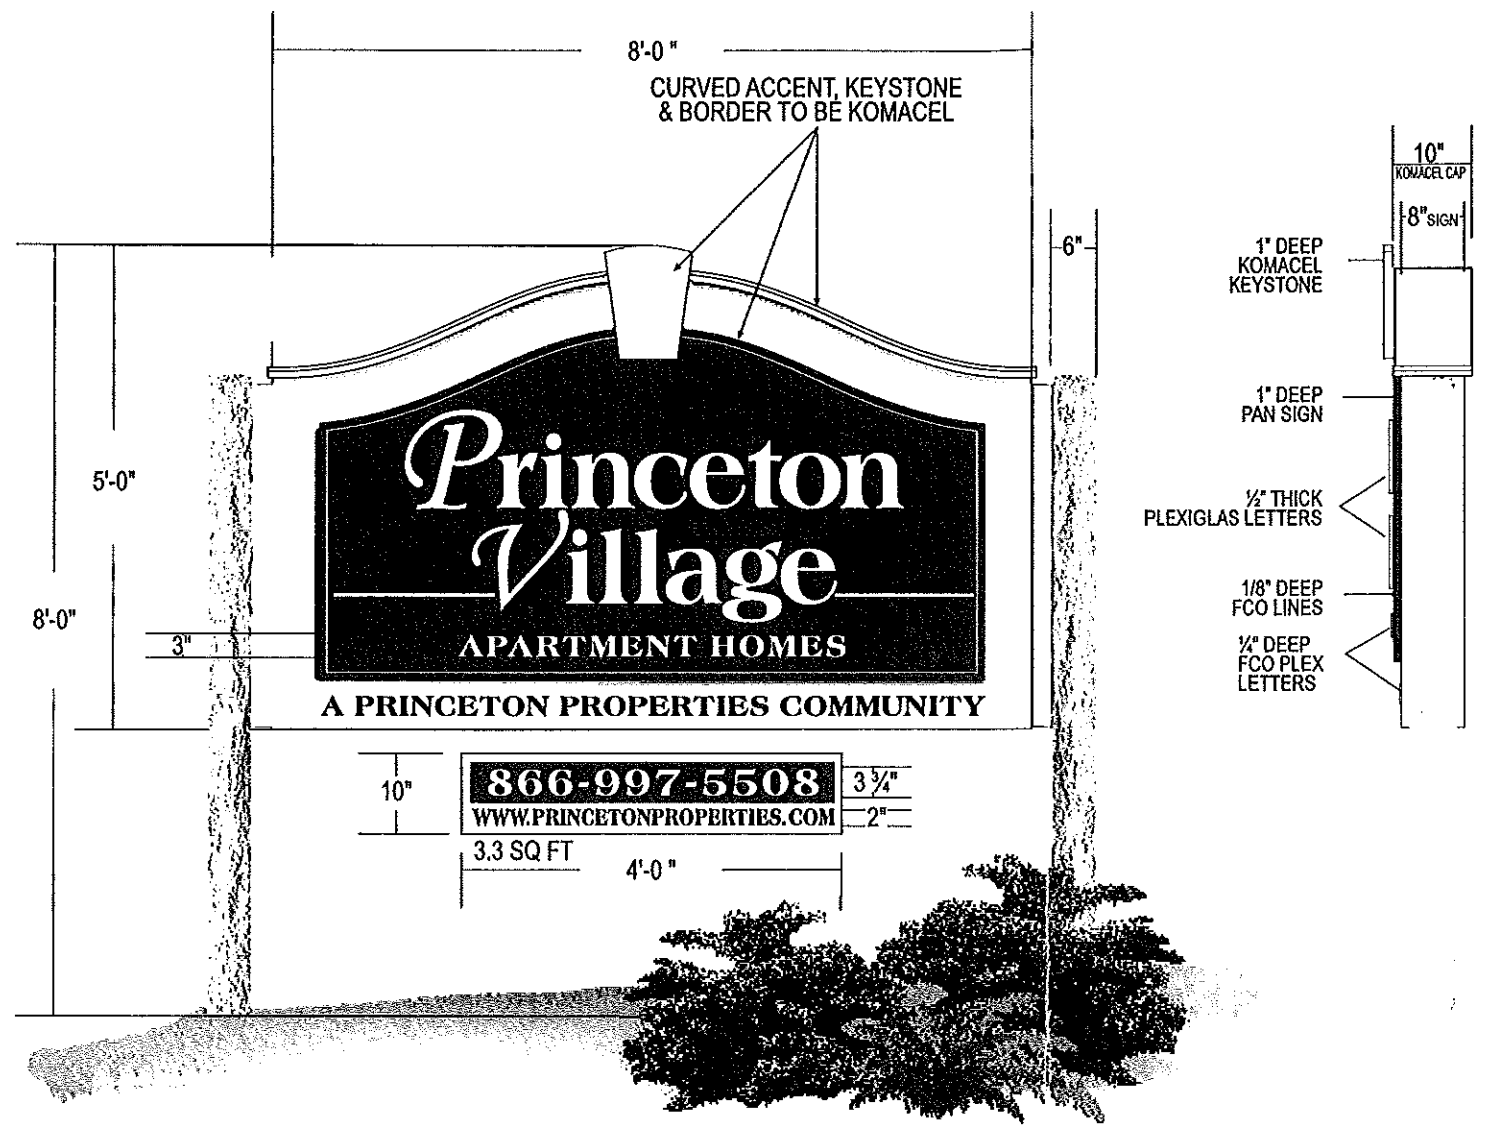 8'-0 "
CURVED ACCENT, KEYSTONE
& BORDER TO BE KOMACEL
10"
KOMACEL CAP
8" SIGN
6"
1" DEEP
KOMACEL
KEYSTONE
1" DEEP
PAN SIGN
5'-0"
Princeton
Village
½" THICK
PLEXIGLAS LETTERS
8'-0"
1/8" DEEP
FCO LINES
3"
APARTMENT HOMES
¼" DEEP
FCO PLEX
LETTERS
A PRINCETON PROPERTIES COMMUNITY
10"
866-997-5508
3 ¾"
WWW.PRINCETONPROPERTIES.COM
2"
3.3 SQ FT
4'-0 "